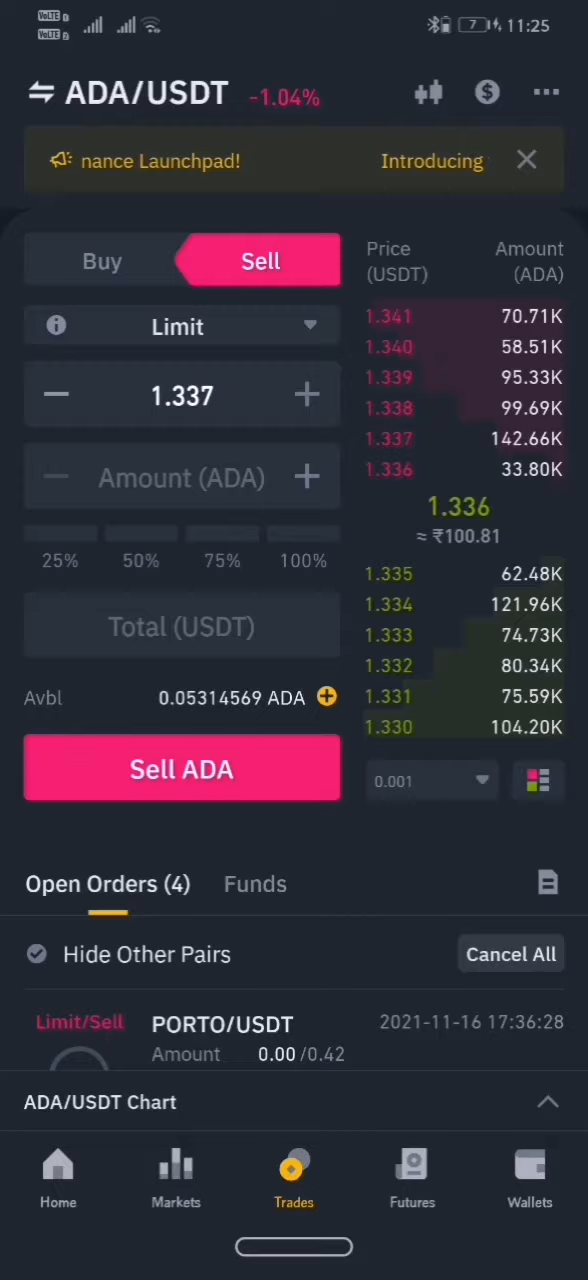 VoLTE 11:25
VoLTE 2 7
ADA/USDT -1.04%
nance Launchpad! Introducing
Buy Sell
Price Amount
(USDT) (ADA)
Limit
1.337
Amount (ADA)
25% 50% 75% 100%
Total (USDT)
Avbl 0.05314569 ADA
Sell ADA
1.341 70.71K
1.340 58.51K
1.339 95.33K
1.338 99.69K
1.337 142.66K
1.336 33.80K
1.336
≈ ₹100.81
1.335 62.48K
1.334 121.96K
1.333 74.73K
1.332 80.34K
1.331 75.59K
1.330 104.20K
0.001
Open Orders (4) Funds
Hide Other Pairs Cancel All
Limit/Sell PORTO/USDT 2021-11-16 17:36:28
Amount 0.00 /0.42
ADA/USDT Chart
Home Markets Trades Futures Wallets